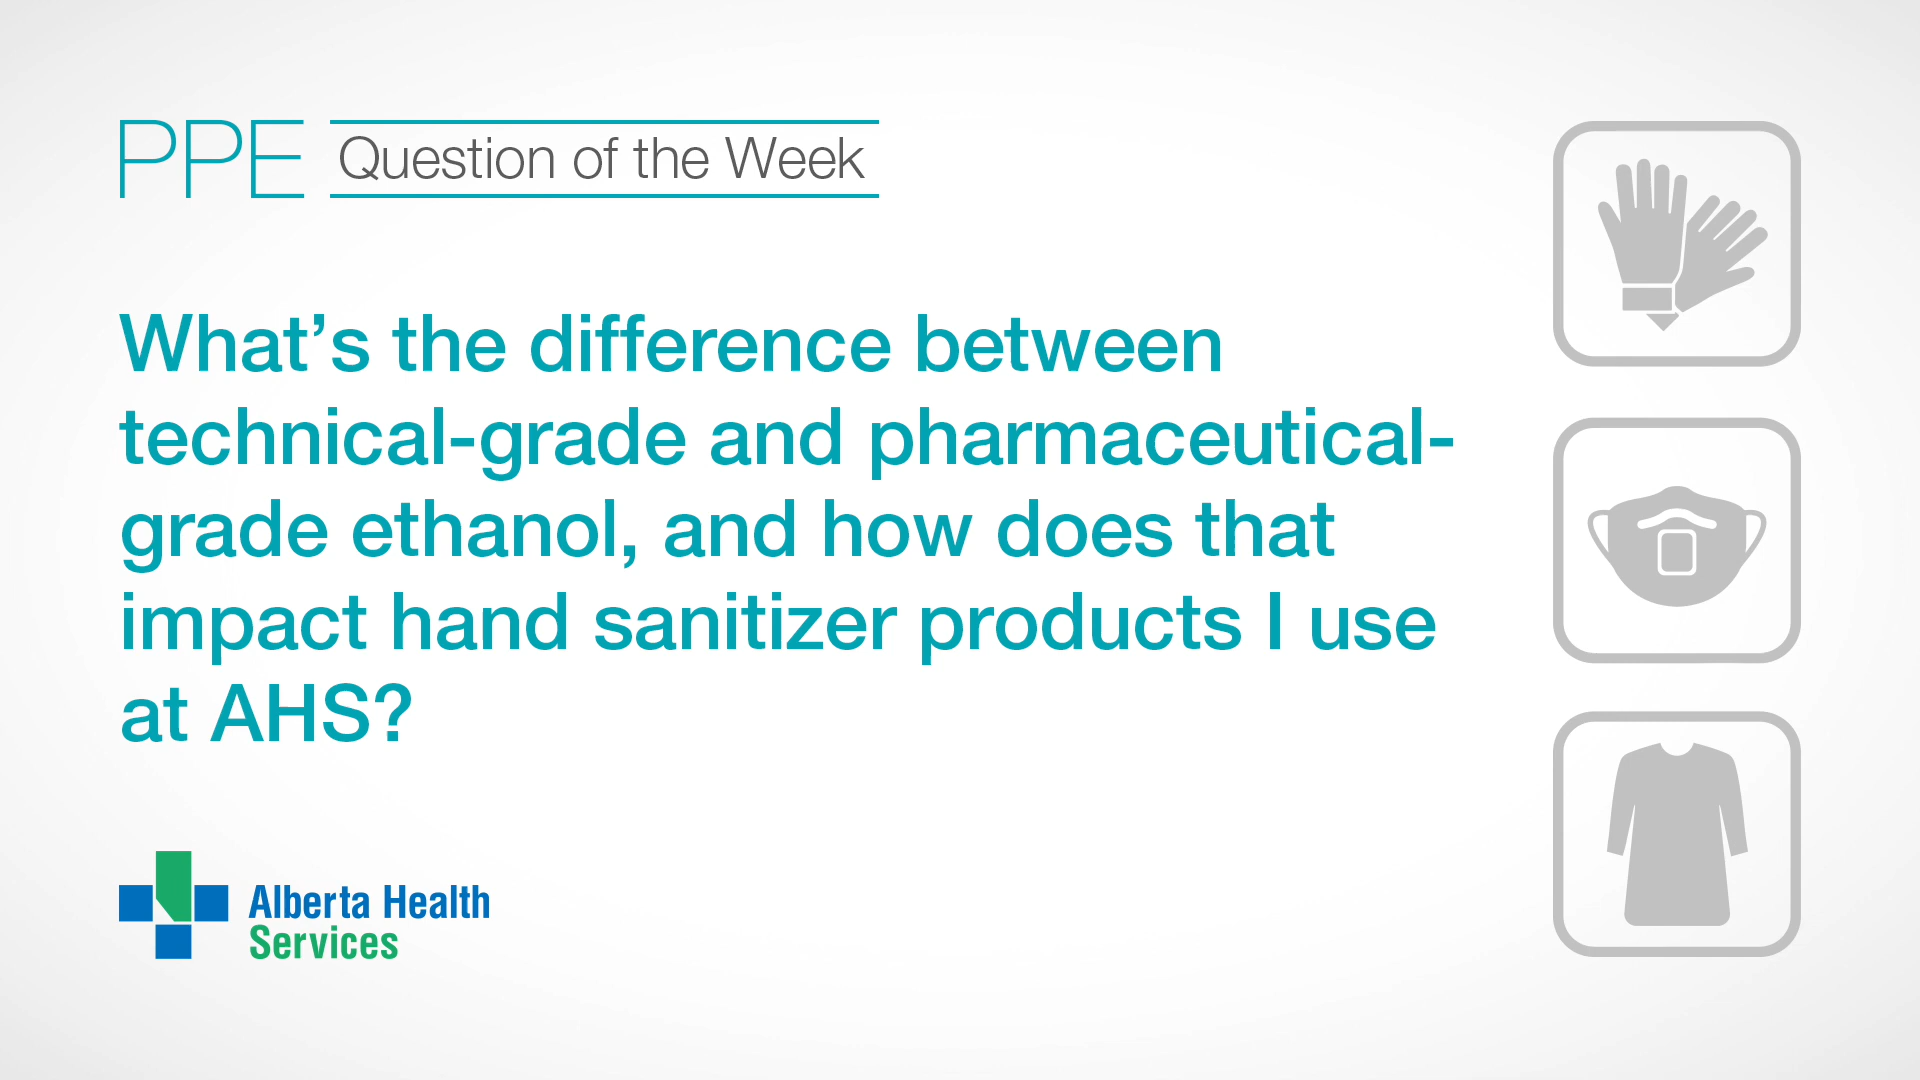 PPE Question of the Week
What’s the difference between
technical-grade and pharmaceutical-
grade ethanol, and how does that
impact hand sanitizer products I use
at AHS?
Alberta Health
Services